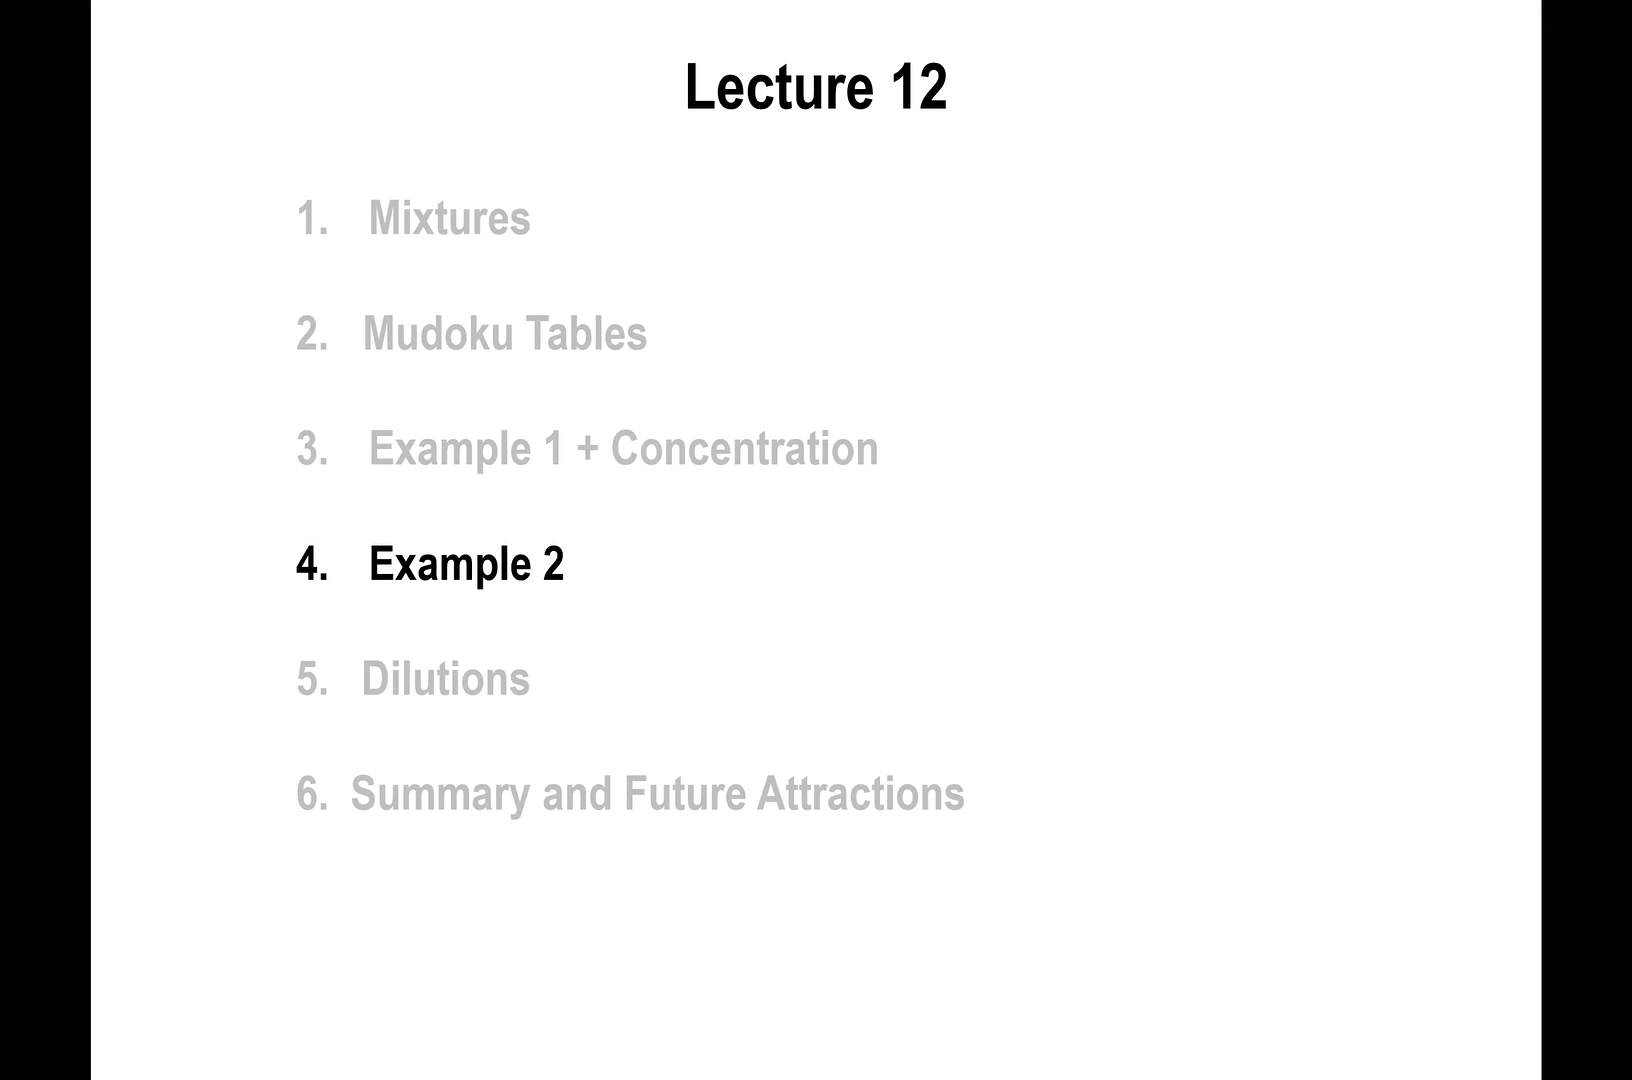 Lecture 12
1. Mixtures
2. Mudoku Tables
3. Example 1 + Concentration
4. Example 2
5. Dilutions
6. Summary and Future Attractions